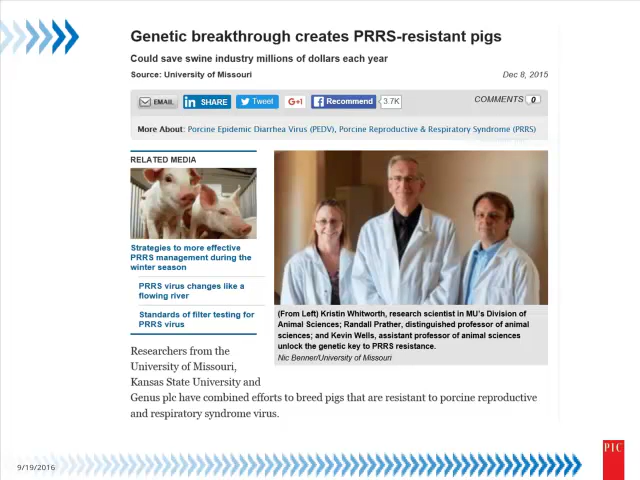 Genetic breakthrough creates PRRS-resistant pigs
Could save swine industry millions of dollars each year
Source: University of Missouri
Dec 8, 2015
EMAIL
in SHARE
Tweet
G+1
f Recommend
3.7K
COMMENTS 0
More About: Porcine Epidemic Diarrhea Virus (PEDV), Porcine Reproductive & Respiratory Syndrome (PRRS)
RELATED MEDIA
Strategies to more effective
PRRS management during the
winter season
PRRS virus changes like a
flowing river
Standards of filter testing for
PRRS virus
(From Left) Kristin Whitworth, research scientist in MU's Division of
Animal Sciences; Randall Prather, distinguished professor of animal
sciences; and Kevin Wells, assistant professor of animal sciences
unlock the genetic key to PRRS resistance.
Nic Benner/University of Missouri
Researchers from the
University of Missouri,
Kansas State University and
Genus plc have combined efforts to breed pigs that are resistant to porcine reproductive
and respiratory syndrome virus.
9/19/2016
PIC